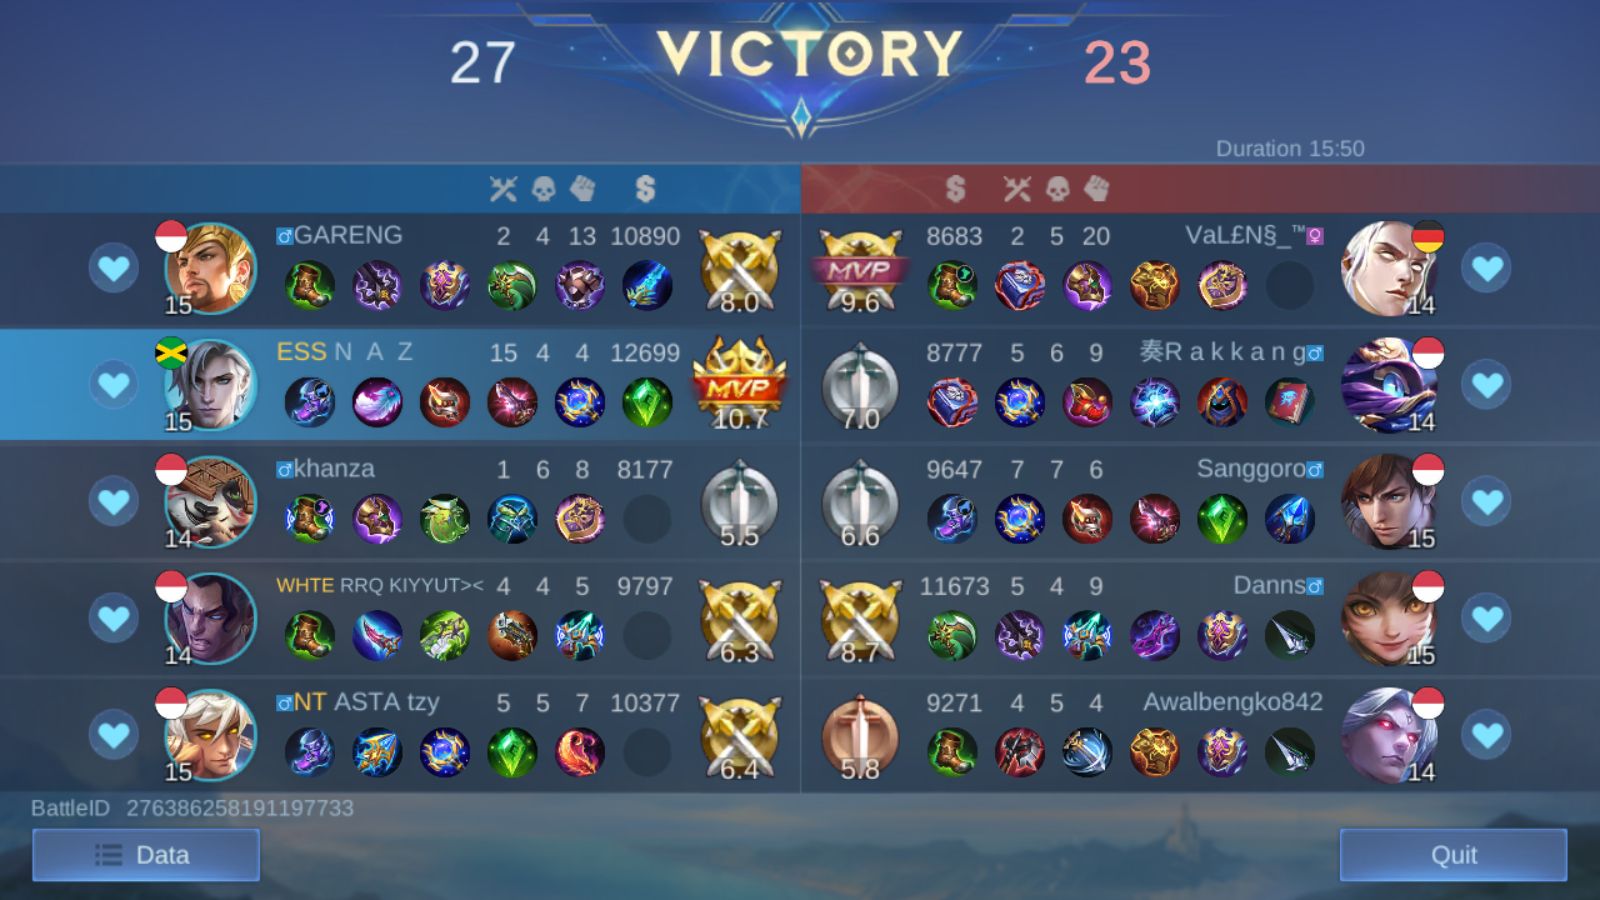 27 VICTORY 23
Duration 15:50
♂GARENG 2 4 13 10890
15 8.0
ESS N A Z 15 4 4 12699
15 MVP 10.7
♂khanza 1 6 8 8177
14 5.5
WHTE RRQ KIYYUT>< 4 4 5 9797
14 6.3
♂NT ASTA tzy 5 5 7 10377
15 6.4
8683 2 5 20 VaL£N§_™♀
MVP 9.6 14
8777 5 6 9 奏R a k k a n g♂
7.0 14
9647 7 7 6 Sanggoro♂
6.6 15
11673 5 4 9 Danns♂
8.7 15
9271 4 5 4 Awalbengko842
5.8 14
BattleID 276386258191197733
Data
Quit